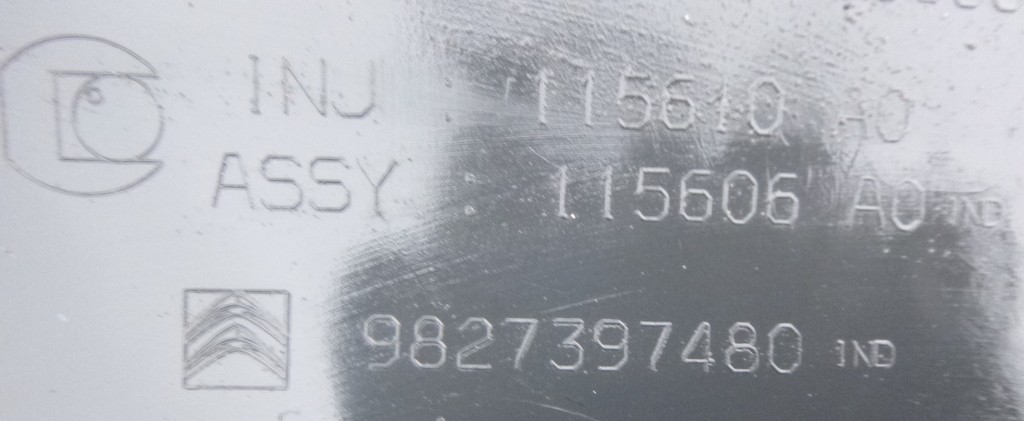 INJ 115610 A0
ASSY 115606 A0 IND
9827397480 IND